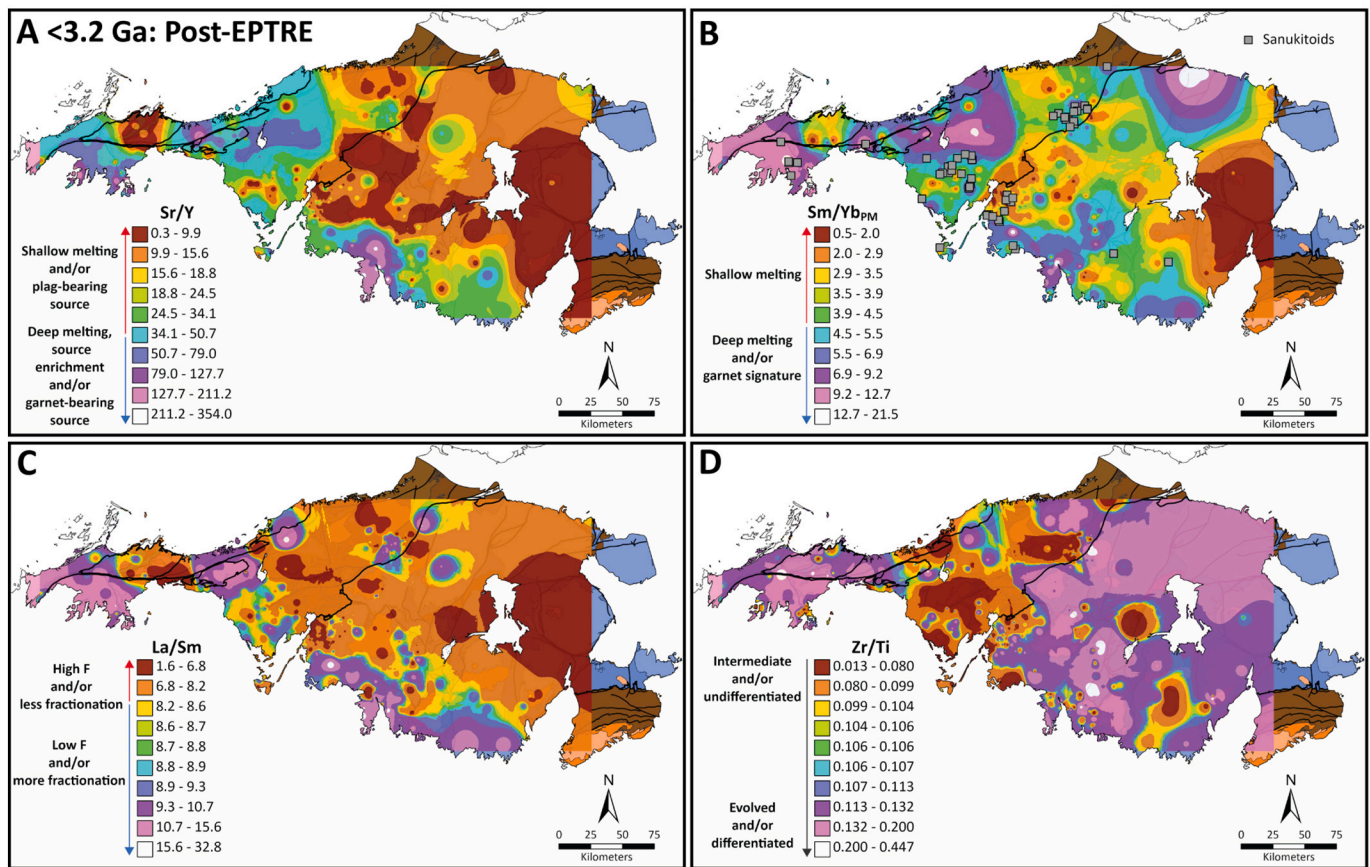 A <3.2 Ga: Post-EPTRE
Sr/Y
Shallow melting
and/or
plag-bearing
source
Deep melting,
source
enrichment
and/or
garnet-bearing
source
0.3 - 9.9
9.9 - 15.6
15.6 - 18.8
18.8 - 24.5
24.5 - 34.1
34.1 - 50.7
50.7 - 79.0
79.0 - 127.7
127.7 - 211.2
211.2 - 354.0
N
0 25 50 75
Kilometers
B
Sanukitoids
Sm/YbPM
Shallow melting
Deep melting
and/or
garnet signature
0.5- 2.0
2.0 - 2.9
2.9 - 3.5
3.5 - 3.9
3.9 - 4.5
4.5 - 5.5
5.5 - 6.9
6.9 - 9.2
9.2 - 12.7
12.7 - 21.5
N
0 25 50 75
Kilometers
C
La/Sm
High F
and/or
less fractionation
Low F
and/or
more fractionation
1.6 - 6.8
6.8 - 8.2
8.2 - 8.6
8.6 - 8.7
8.7 - 8.8
8.8 - 8.9
8.9 - 9.3
9.3 - 10.7
10.7 - 15.6
15.6 - 32.8
N
0 25 50 75
Kilometers
D
Zr/Ti
Intermediate
and/or
undifferentiated
Evolved
and/or
differentiated
0.013 - 0.080
0.080 - 0.099
0.099 - 0.104
0.104 - 0.106
0.106 - 0.106
0.106 - 0.107
0.107 - 0.113
0.113 - 0.132
0.132 - 0.200
0.200 - 0.447
N
0 25 50 75
Kilometers